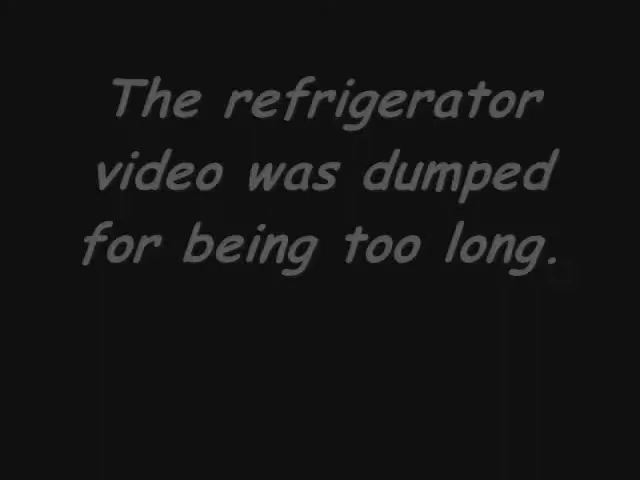 The refrigerator
video was dumped
for being too long.